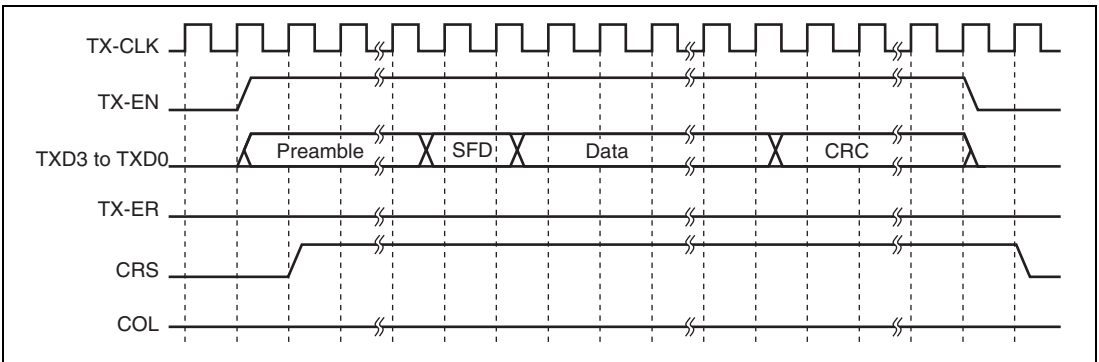 TX-CLK
TX-EN
TXD3 to TXD0
Preamble
SFD
Data
CRC
TX-ER
CRS
COL